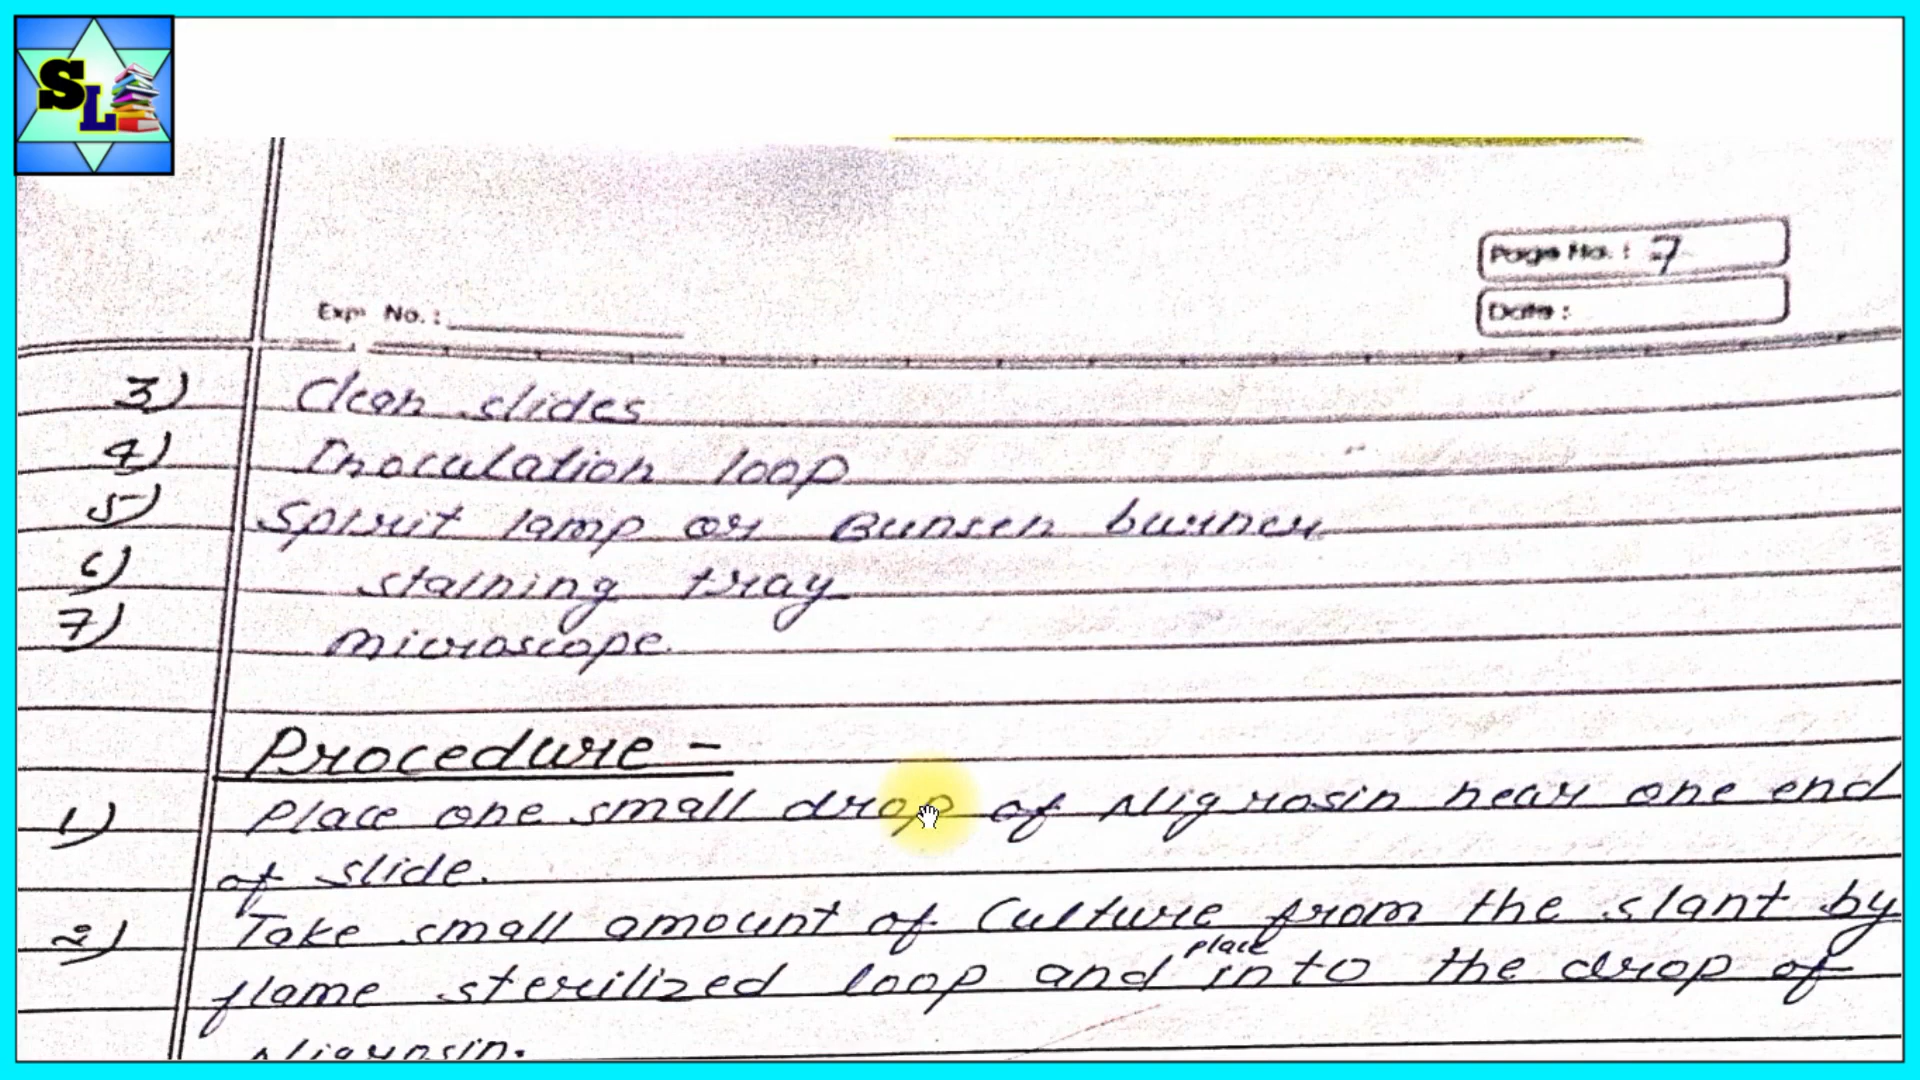 SL
Page No. : 7
Exp No. :
Date :
3) Clean slides
4) Inoculation loop
5) Spirit lamp or Bunsen burner
6) staining tray
7) microscope.
Procedure -
1) Place one small drop of Nigrosin near one end
of slide.
2) Take small amount of Culture from the slant by
place
flame sterilized loop and into the drop of
Nigrosin.